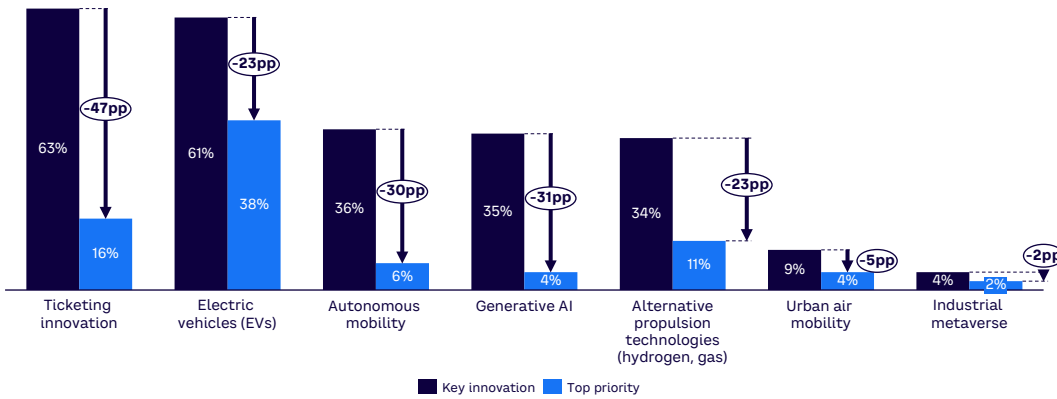 -47pp
63%
16%
-23pp
61%
38%
-30pp
36%
6%
-31pp
35%
4%
-23pp
34%
11%
-5pp
9%
4%
-2pp
4%
2%
Ticketing
innovation
Electric
vehicles (EVs)
Autonomous
mobility
Generative AI
Alternative
propulsion
technologies
(hydrogen, gas)
Urban air
mobility
Industrial
metaverse
Key innovation
Top priority